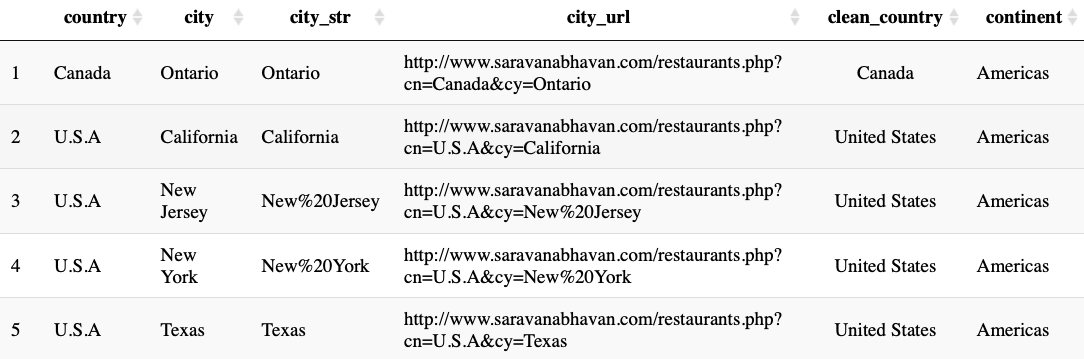 country city city_str city_url clean_country continent
1 Canada Ontario Ontario http://www.saravanabhavan.com/restaurants.php?
cn=Canada&cy=Ontario Canada Americas
2 U.S.A California California http://www.saravanabhavan.com/restaurants.php?
cn=U.S.A&cy=California United States Americas
3 U.S.A New
Jersey New%20Jersey http://www.saravanabhavan.com/restaurants.php?
cn=U.S.A&cy=New%20Jersey United States Americas
4 U.S.A New
York New%20York http://www.saravanabhavan.com/restaurants.php?
cn=U.S.A&cy=New%20York United States Americas
5 U.S.A Texas Texas http://www.saravanabhavan.com/restaurants.php?
cn=U.S.A&cy=Texas United States Americas